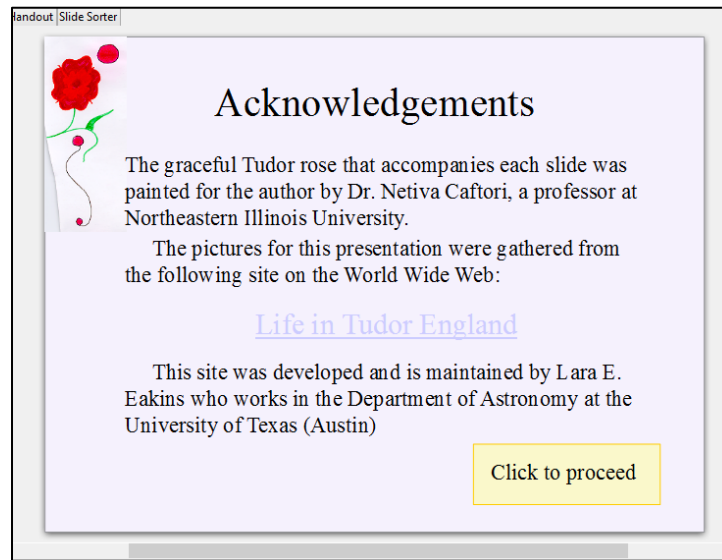 Handout Slide Sorter
Acknowledgements
The graceful Tudor rose that accompanies each slide was
painted for the author by Dr. Netiva Caftori, a professor at
Northeastern Illinois University.
The pictures for this presentation were gathered from
the following site on the World Wide Web:
Life in Tudor England
This site was developed and is maintained by Lara E.
Eakins who works in the Department of Astronomy at the
University of Texas (Austin)
Click to proceed